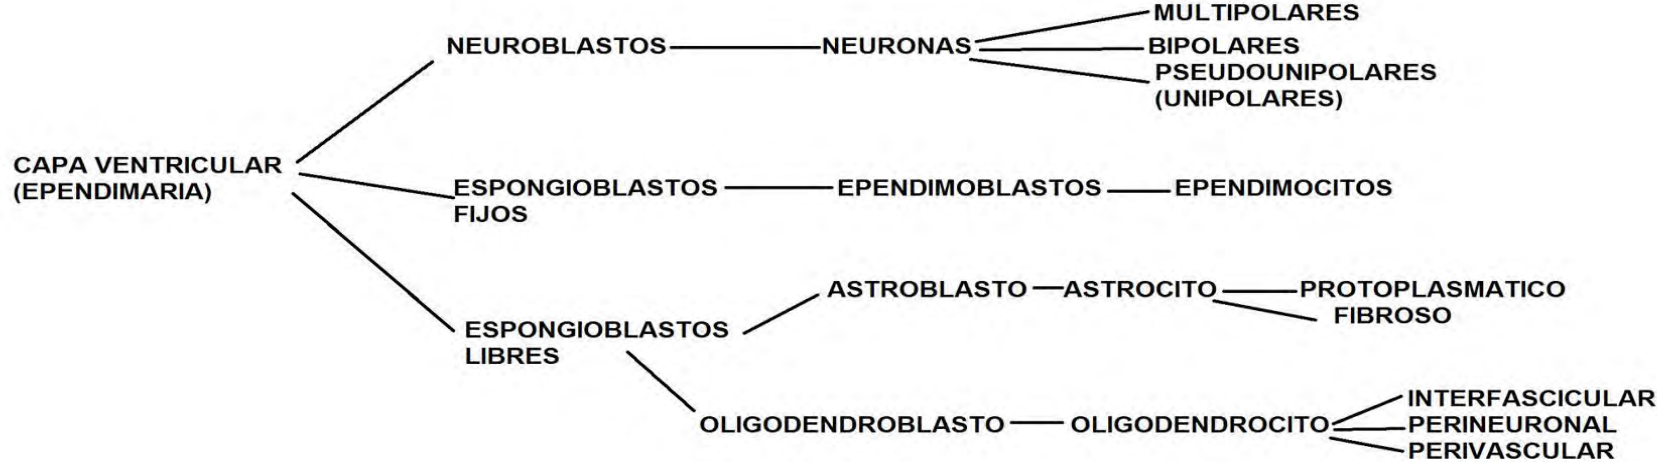 MULTIPOLARES
NEUROBLASTOS
NEURONAS
BIPOLARES
PSEUDOUNIPOLARES
(UNIPOLARES)
CAPA VENTRICULAR
(EPENDIMARIA)
ESPONGIOBLASTOS
FIJOS
EPENDIMOBLASTOS
EPENDIMOCITOS
ESPONGIOBLASTOS
LIBRES
ASTROBLASTO
ASTROCITO
PROTOPLASMATICO
FIBROSO
OLIGODENDROBLASTO
OLIGODENDROCITO
INTERFASCICULAR
PERINEURONAL
PERIVASCULAR